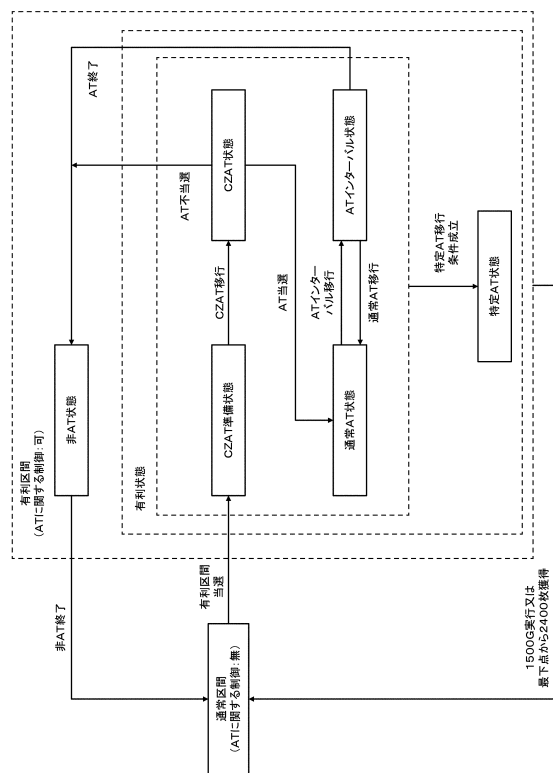 通常区間
(ATに関する制御:無)
有利区間
当選
非AT終了
1500G実行又は
最下点から2400枚獲得
有利区間
(ATに関する制御:可)
非AT状態
有利状態
CZAT準備状態
CZAT移行
CZAT状態
AT不当選
AT終了
AT当選
通常AT状態
ATインター
バル移行
通常AT移行
ATインターバル状態
特定AT移行
条件成立
特定AT状態